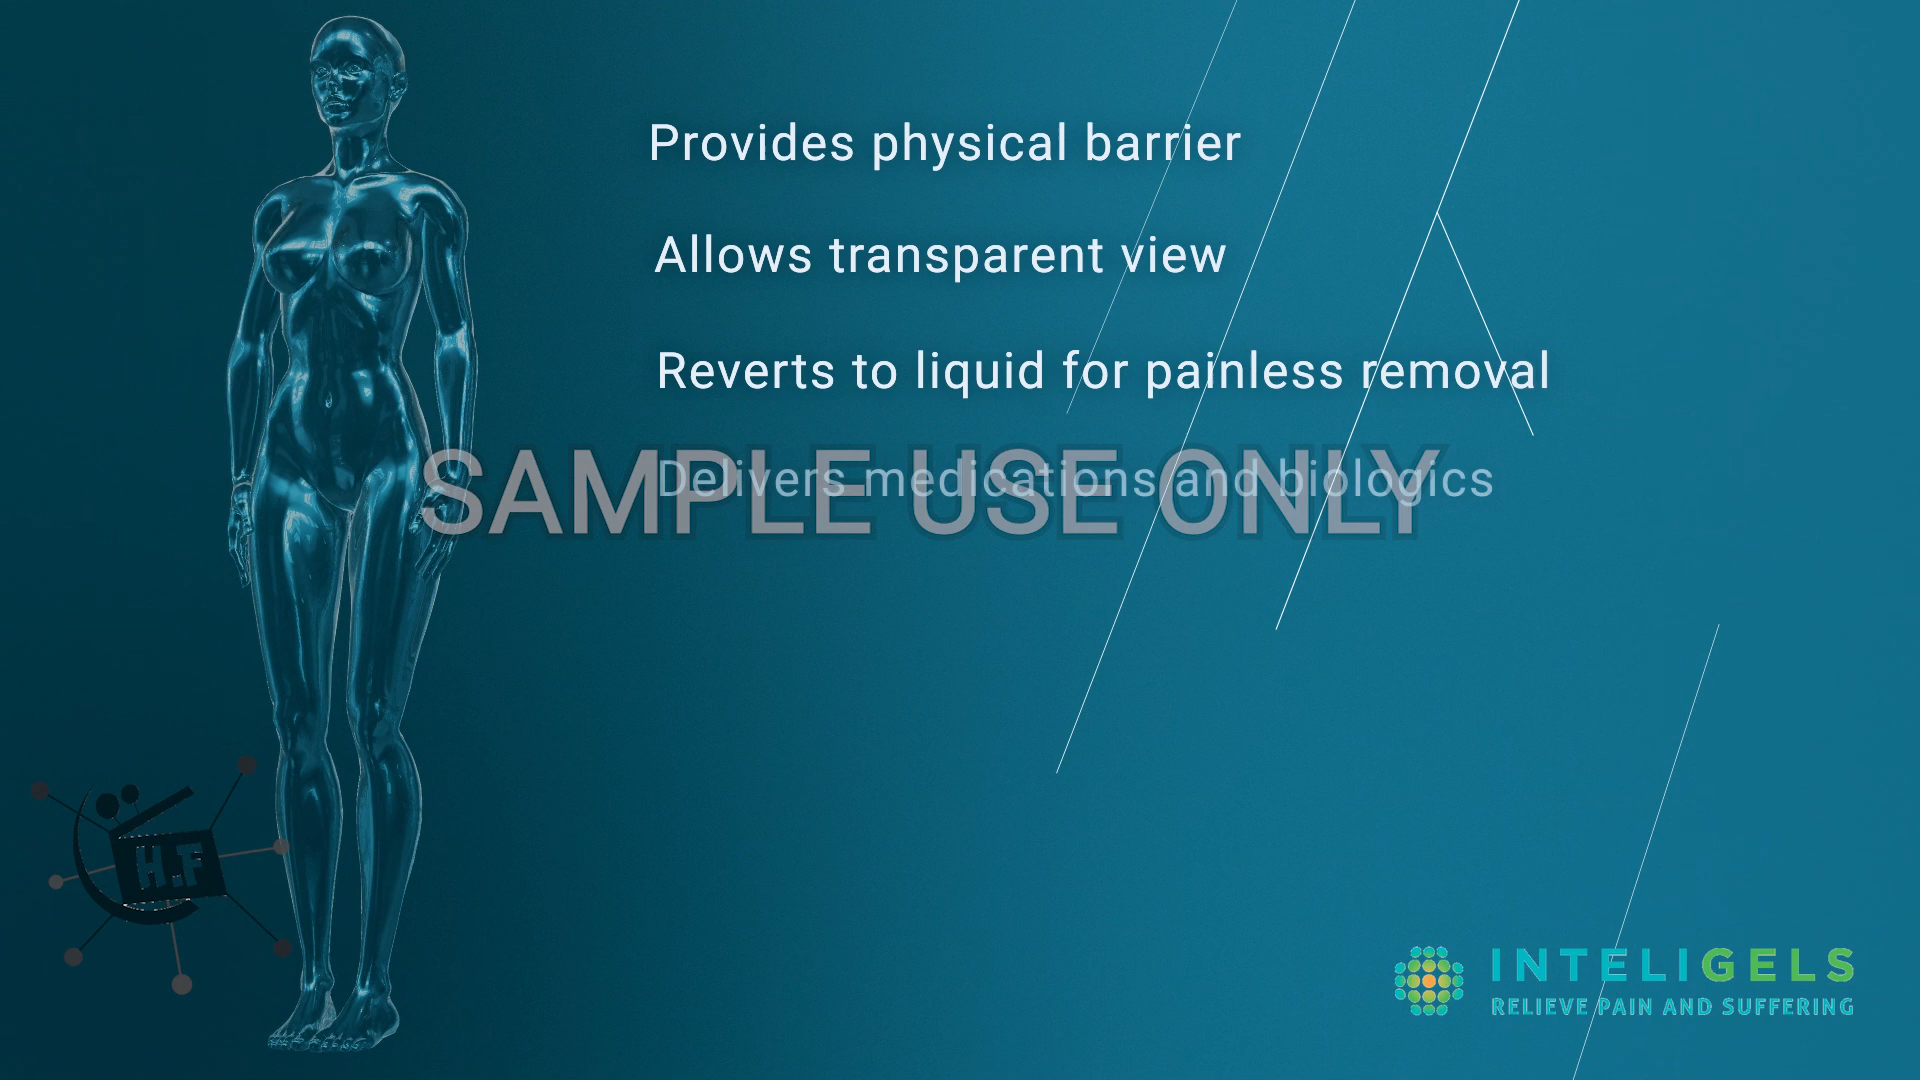 Provides physical barrier
Allows transparent view
Reverts to liquid for painless removal
Delivers medications and biologics
SAMPLE USE ONLY
H.F
INTELIGELS
RELIEVE PAIN AND SUFFERING